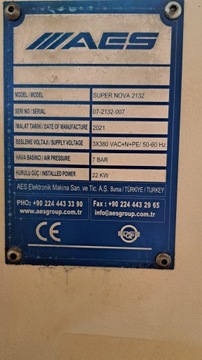 AES
MODEL / MODEL SUPER NOVA 2132
SERİ NO / SERIAL 07-2132-007
İMALAT TARİHİ / DATE OF MANUFACTURE 2021
BESLEME VOLTAJI / SUPPLY VOLTAGE 3X380 VAC+N+PE/ 50-60 Hz
HAVA BASINCI / AIR PRESSURE 7 BAR
KURULU GÜÇ / INSTALLED POWER 22 KW
AES Elektronik Makina San. ve Tic. A.Ş. Bursa / TÜRKİYE / TURKEY
PHO: +90 224 443 33 90 Fax : +90 224 443 29 65
www.aesgroup.com.tr info@aesgroup.com.tr
CE